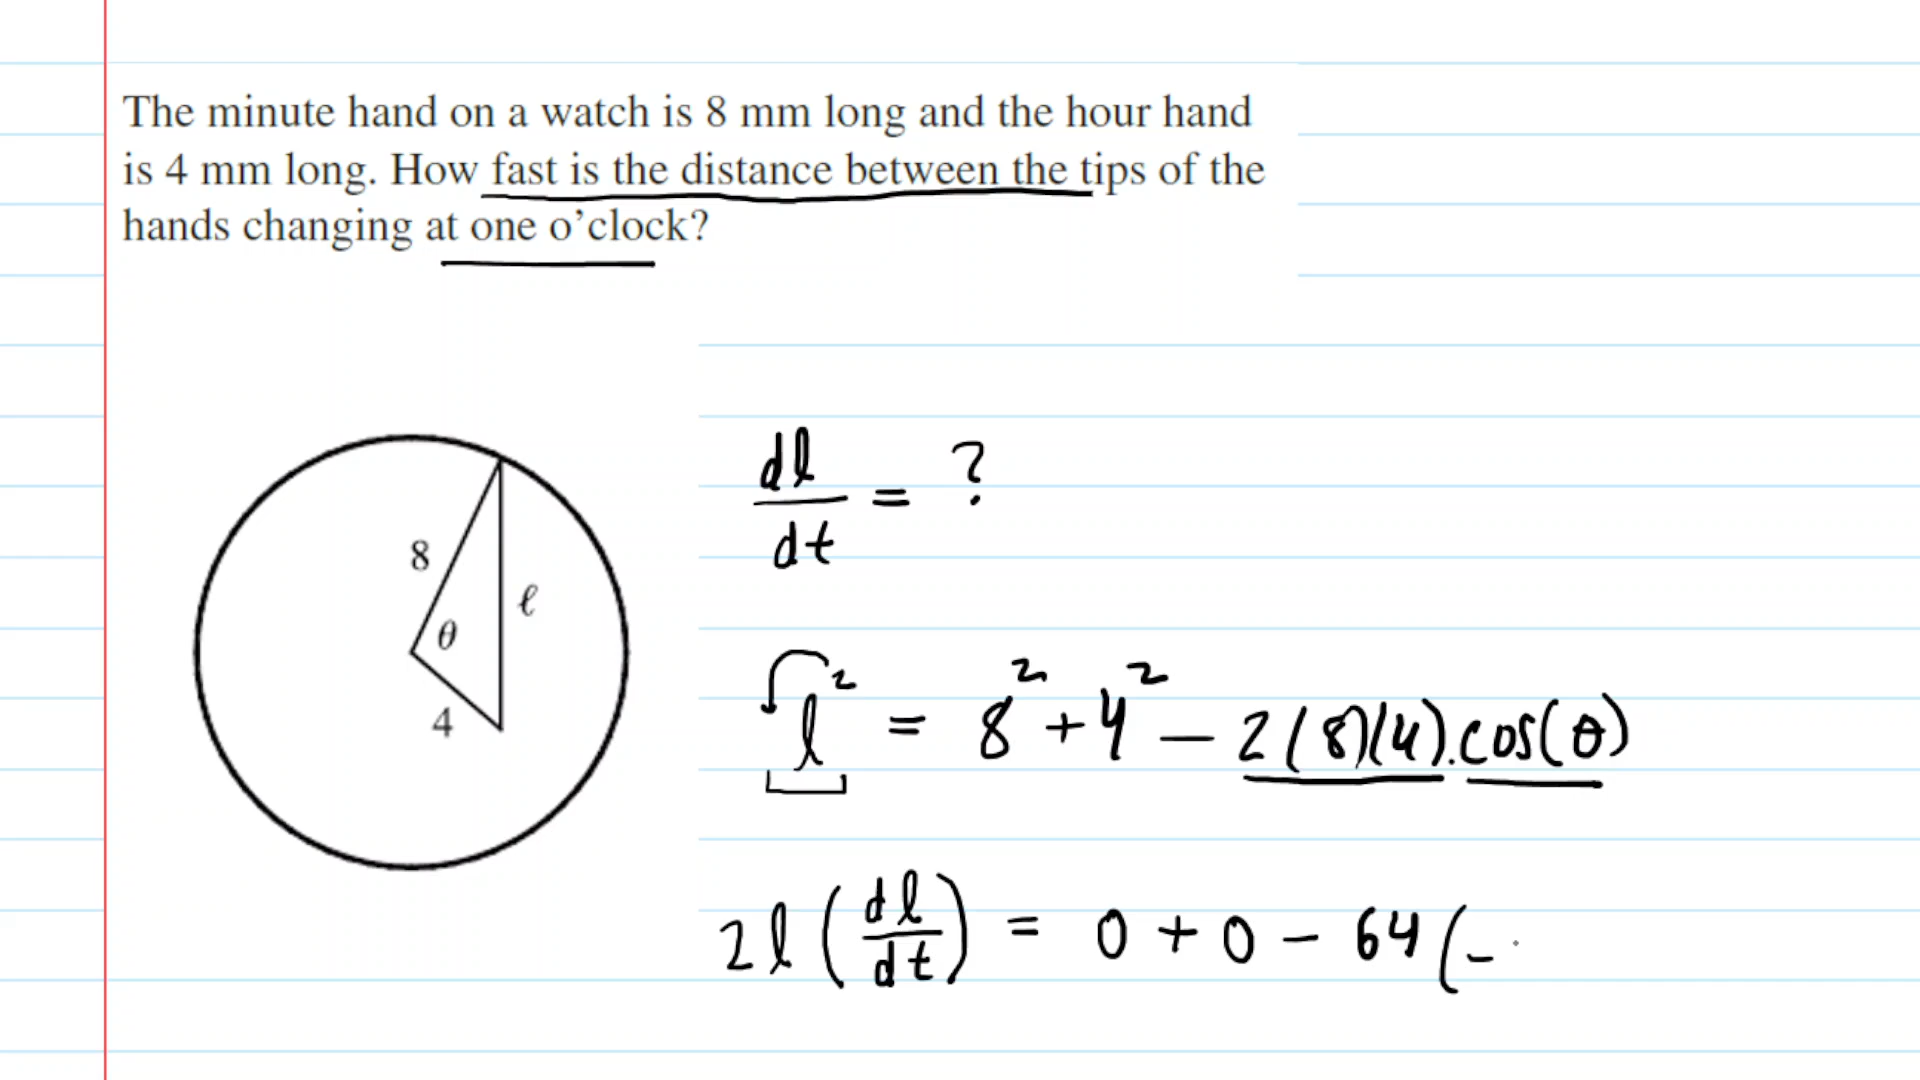 The minute hand on a watch is 8 mm long and the hour hand
is 4 mm long. How fast is the distance between the tips of the
hands changing at one o’clock?
dl/dt = ?
8
θ
ℓ
4
l² = 8² + 4² − 2(8)(4).cos(θ)
2l(dl/dt) = 0 + 0 − 64(−